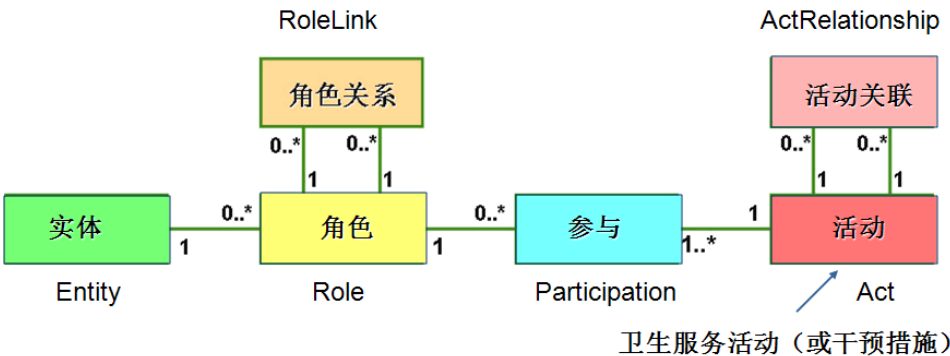 RoleLink
ActRelationship
角色关系
活动关联
0..*
0..*
0..*
0..*
1
1
1
1
实体
0..*
角色
0..*
参与
1
活动
1
1
1..*
Entity
Role
Participation
Act
卫生服务活动（或干预措施）